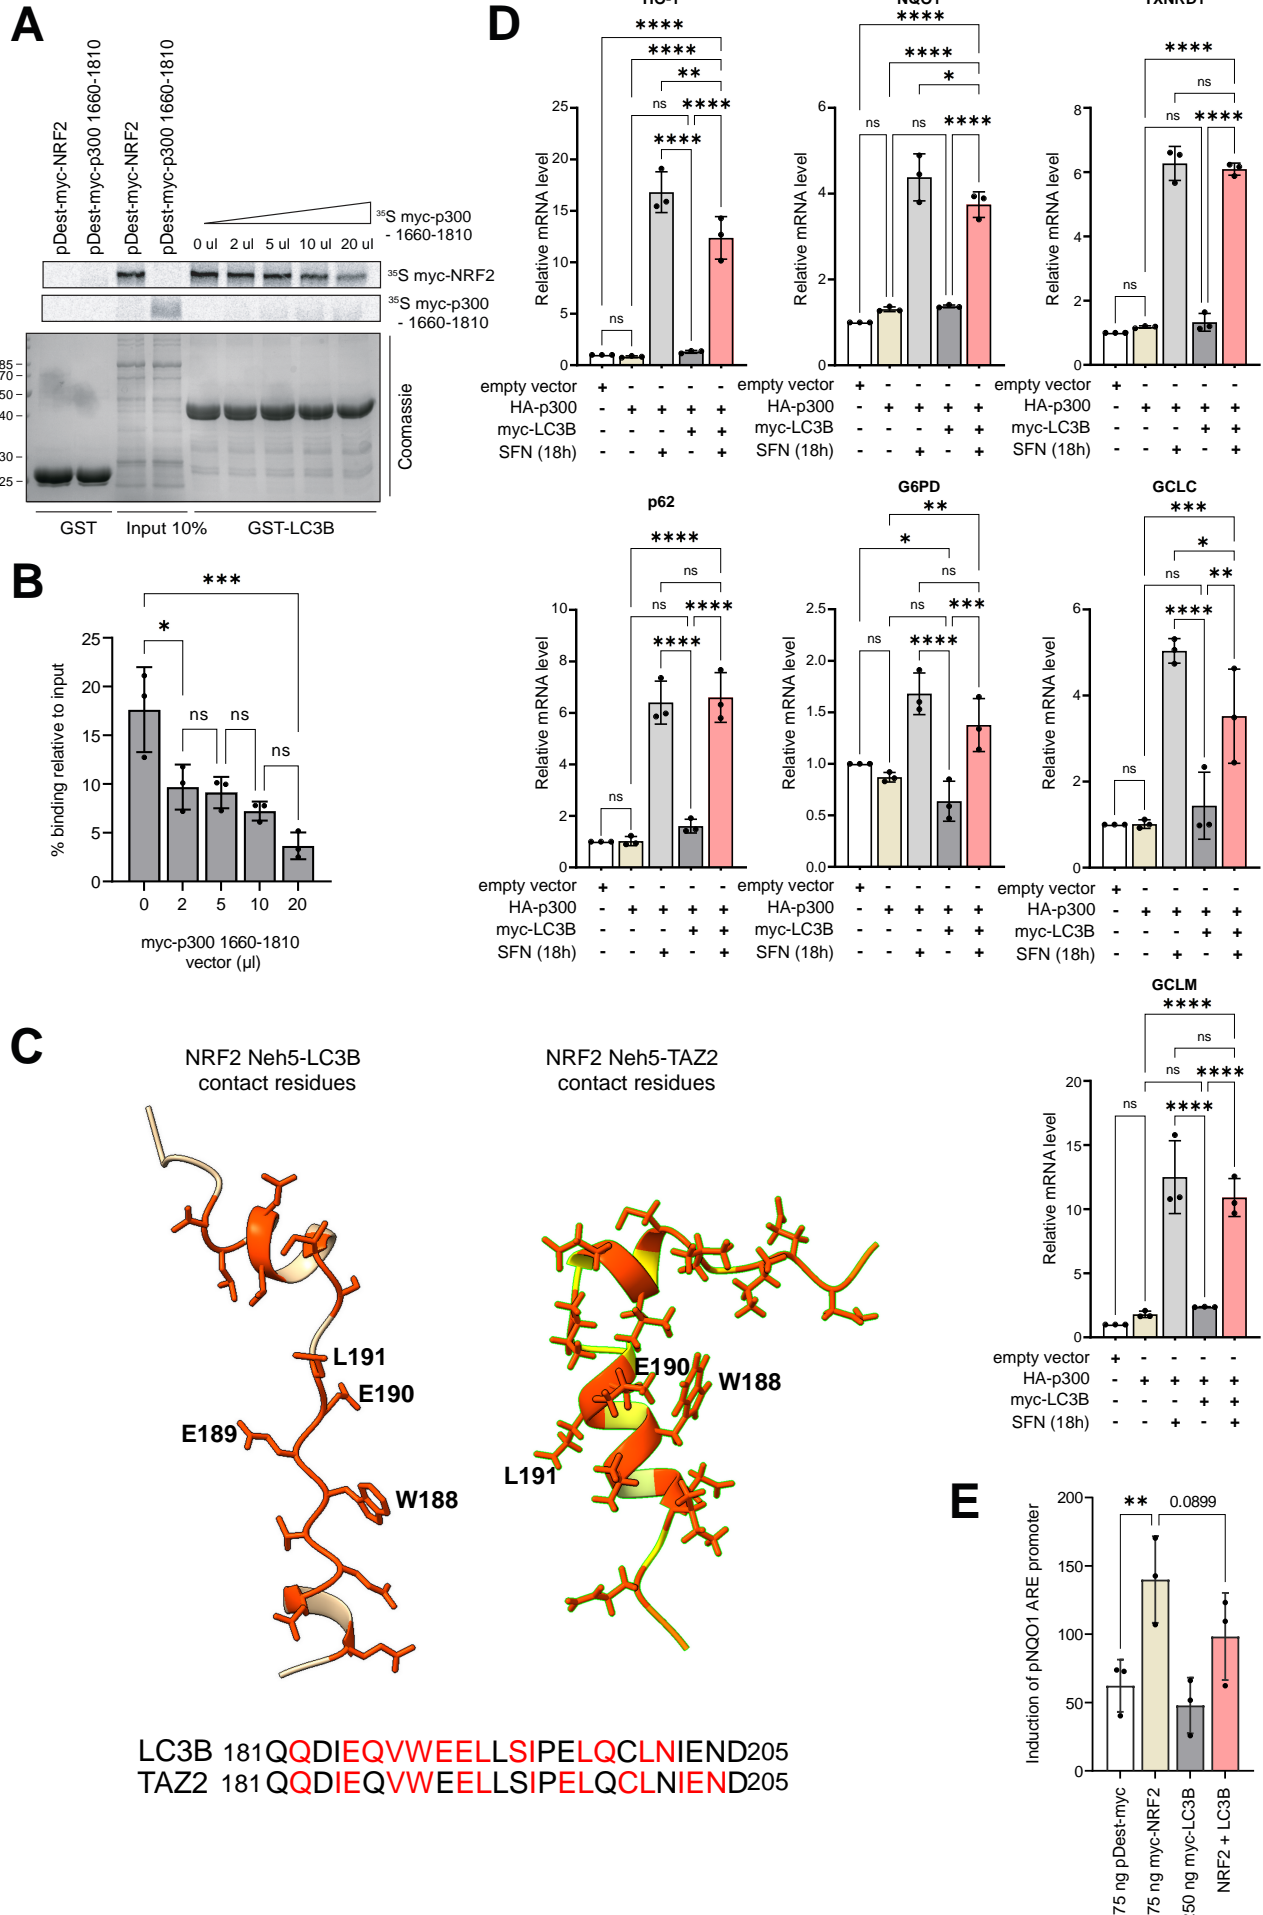 A
pDest-myc-NRF2
pDest-myc-p300 1660-1810
pDest-myc-NRF2
pDest-myc-p300 1660-1810
35S myc-p300
- 1660-1810
0 ul 2 ul 5 ul 10 ul 20 ul
35S myc-NRF2
35S myc-p300
- 1660-1810
85
70
50
40
30
25
Coomassie
GST Input 10% GST-LC3B
B
***
*
ns ns
ns
% binding relative to input
25
20
15
10
5
0
0 2 5 10 20
myc-p300 1660-1810
vector (µl)
C
NRF2 Neh5-LC3B
contact residues
L191
E190
E189
W188
NRF2 Neh5-TAZ2
contact residues
E190
W188
L191
LC3B 181QQDIEQVWEELLSIPELQCLNIEND205
TAZ2 181QQDIEQVWEELLSIPELQCLNIEND205
D
****
****
**
ns ****
****
ns
Relative mRNA level
25
20
15
10
5
0
empty vector + - - - -
HA-p300 - + + + +
myc-LC3B - - - + +
SFN (18h) - - + - +
NQO1
****
****
*
ns ns ****
Relative mRNA level
6
4
2
0
empty vector + - - - -
HA-p300 - + + + +
myc-LC3B - - - + +
SFN (18h) - - + - +
TXNRD1
****
ns
ns ****
ns
Relative mRNA level
8
6
4
2
0
empty vector + - - - -
HA-p300 - + + + +
myc-LC3B - - - + +
SFN (18h) - - + - +
p62
****
ns
ns ****
****
ns
Relative mRNA level
10
8
6
4
2
0
empty vector + - - - -
HA-p300 - + + + +
myc-LC3B - - - + +
SFN (18h) - - + - +
G6PD
**
*
ns
ns ***
ns ****
Relative mRNA level
2.5
2.0
1.5
1.0
0.5
0.0
empty vector + - - - -
HA-p300 - + + + +
myc-LC3B - - - + +
SFN (18h) - - + - +
GCLC
***
*
ns **
****
ns
Relative mRNA level
6
4
2
0
empty vector + - - - -
HA-p300 - + + + +
myc-LC3B - - - + +
SFN (18h) - - + - +
GCLM
****
ns
ns ****
ns ****
Relative mRNA level
20
15
10
5
0
empty vector + - - - -
HA-p300 - + + + +
myc-LC3B - - - + +
SFN (18h) - - + - +
E
** 0.0899
Induction of pNQO1 ARE promoter
200
150
100
50
0
75 ng pDest-myc
75 ng myc-NRF2
50 ng myc-LC3B
NRF2 + LC3B